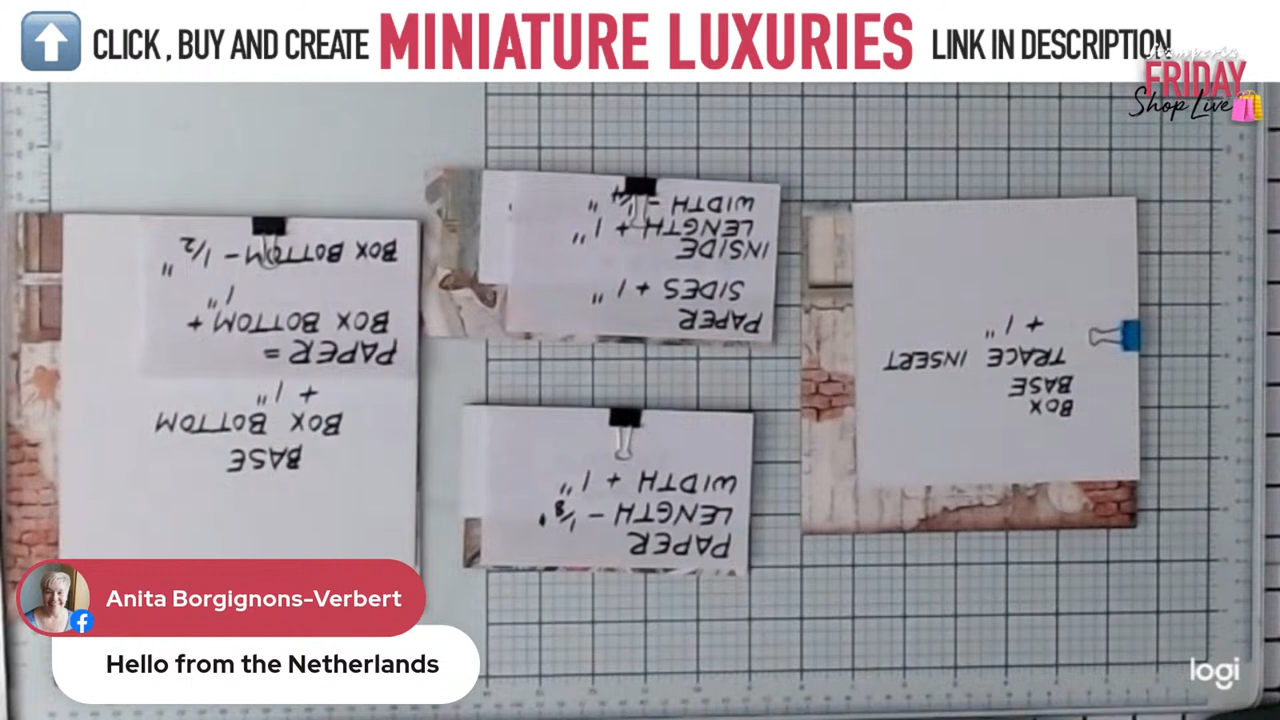 CLICK , BUY AND CREATE MINIATURE LUXURIES LINK IN DESCRIPTION
FRIDAY
Shop Live
BASE
BOX BOTTOM
+ 1"
PAPER =
BOX BOTTOM +
1"
BOX BOTTOM - 1/2"
PAPER
SIDES + 1"
INSIDE
LENGTH + 1"
WIDTH - 1/4"
PAPER
LENGTH - 1/8"
WIDTH + 1"
BOX
BASE
TRACE INSERT
+ 1"
Anita Borgignons-Verbert
Hello from the Netherlands
logi